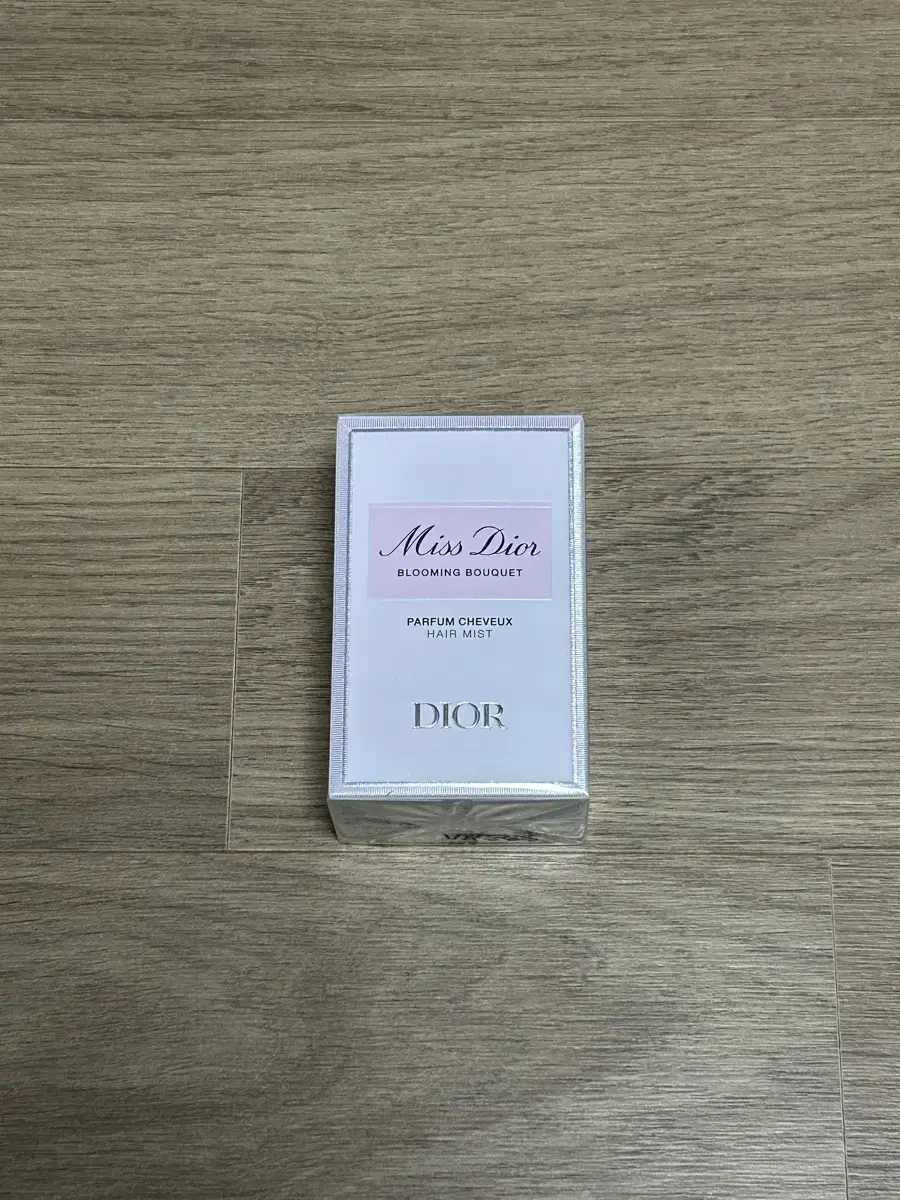 Miss Dior
BLOOMING BOUQUET
PARFUM CHEVEUX
HAIR MIST
DIOR